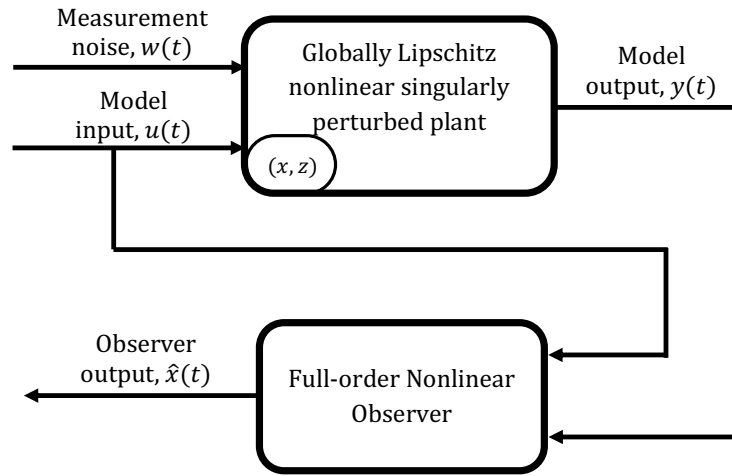 Measurement
noise, w(t)
Globally Lipschitz
nonlinear singularly
perturbed plant
Model
output, y(t)
Model
input, u(t)
(x, z)
Observer
output, x̂(t)
Full-order Nonlinear
Observer